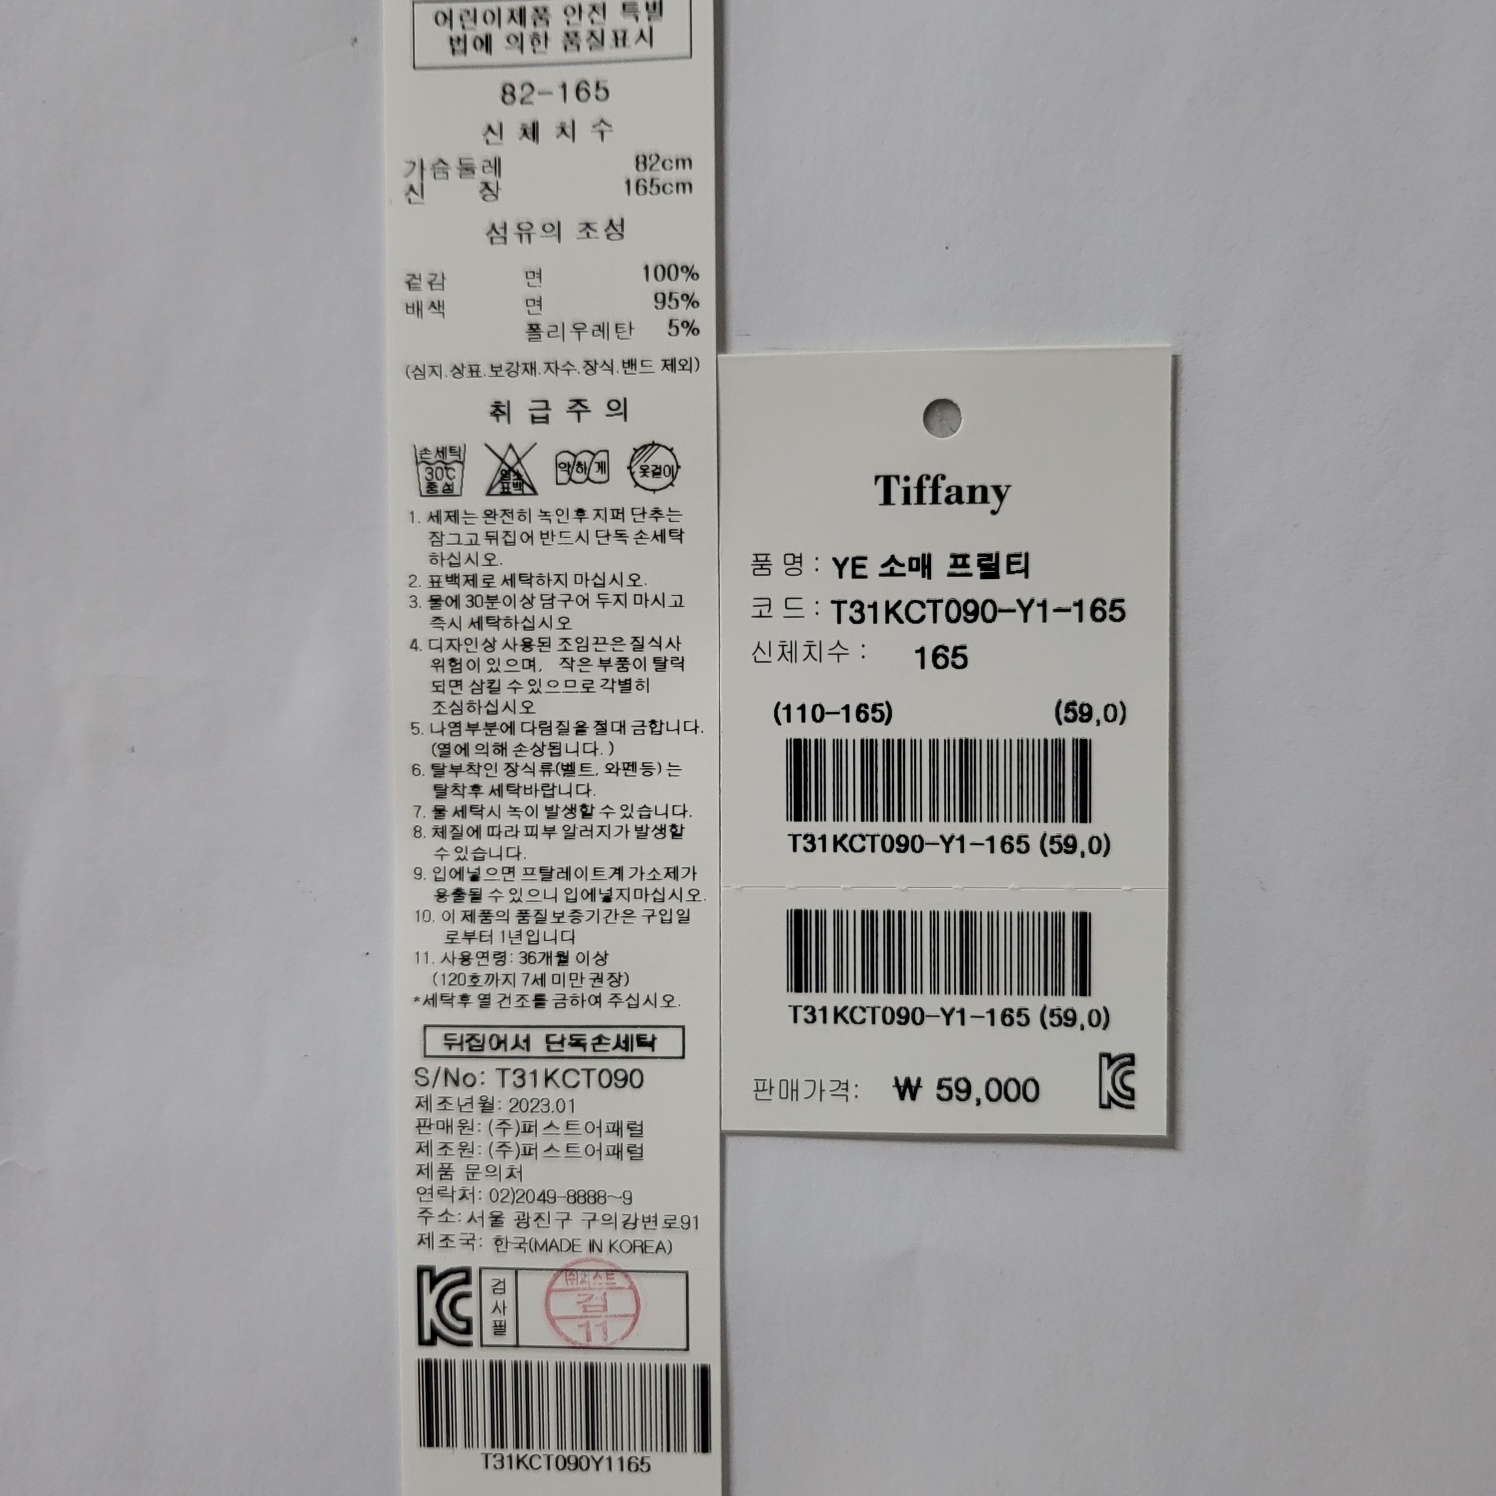 어린이제품 안전 특별
법에 의한 품질표시
82-165
신 체 치 수
가슴둘레 82cm
신 장 165cm
섬유의 조성
겉감 면 100%
배색 면 95%
폴리우레탄 5%
(심지.상표.보강재.자수.장식.밴드 제외)
취 급 주 의
손세탁
30℃
중성
염소
표백
약하게
옷걸이
1. 세제는 완전히 녹인후 지퍼 단추는
잠그고 뒤집어 반드시 단독 손세탁
하십시오.
2. 표백제로 세탁하지 마십시오.
3. 물에 30분이상 담구어 두지 마시고
즉시 세탁하십시오
4. 디자인상 사용된 조임끈은 질식사
위험이 있으며, 작은 부품이 탈락
되면 삼킬 수 있으므로 각별히
조심하십시오
5. 나염부분에 다림질을 절대 금합니다.
(열에 의해 손상됩니다. )
6. 탈부착인 장식류(벨트, 와펜등) 는
탈착후 세탁바랍니다.
7. 물 세탁시 녹이 발생할 수 있습니다.
8. 체질에 따라 피부 알러지가 발생할
수 있습니다.
9. 입에넣으면 프탈레이트계 가소제가
용출될 수 있으니 입에넣지마십시오.
10. 이 제품의 품질보증기간은 구입일
로부터 1년입니다
11. 사용연령: 36개월 이상
(120호까지 7세 미만 권장)
*세탁후 열 건조를 금하여 주십시오.
뒤집어서 단독손세탁
S/No: T31KCT090
제조년월: 2023.01
판매원: (주)퍼스트어패럴
제조원: (주)퍼스트어패럴
제품 문의처
연락처: 02)2049-8888~9
주소: 서울 광진구 구의강변로91
제조국: 한국(MADE IN KOREA)
KC 검사필
(주)퍼스트
검
11
T31KCT090Y1165
Tiffany
품 명 : YE 소매 프릴티
코 드 : T31KCT090-Y1-165
신체치수 : 165
(110-165) (59,0)
T31KCT090-Y1-165 (59,0)
T31KCT090-Y1-165 (59,0)
판매가격: ₩ 59,000 KC